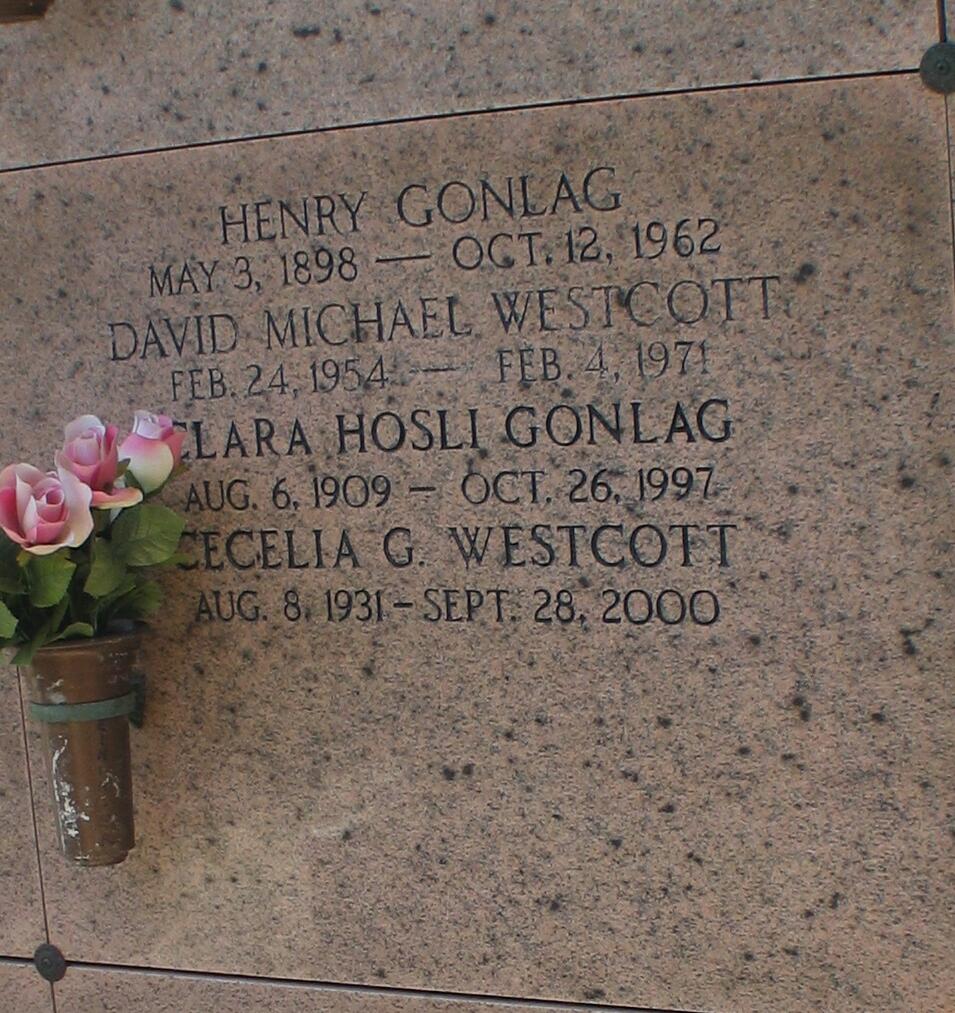 HENRY GONLAG
MAY 3, 1898 — OCT. 12, 1962
DAVID MICHAEL WESTCOTT
FEB. 24, 1954 — FEB. 4, 1971
CLARA HOSLI GONLAG
AUG. 6, 1909 — OCT. 26, 1997
CECELIA G. WESTCOTT
AUG. 8, 1931 – SEPT. 28, 2000